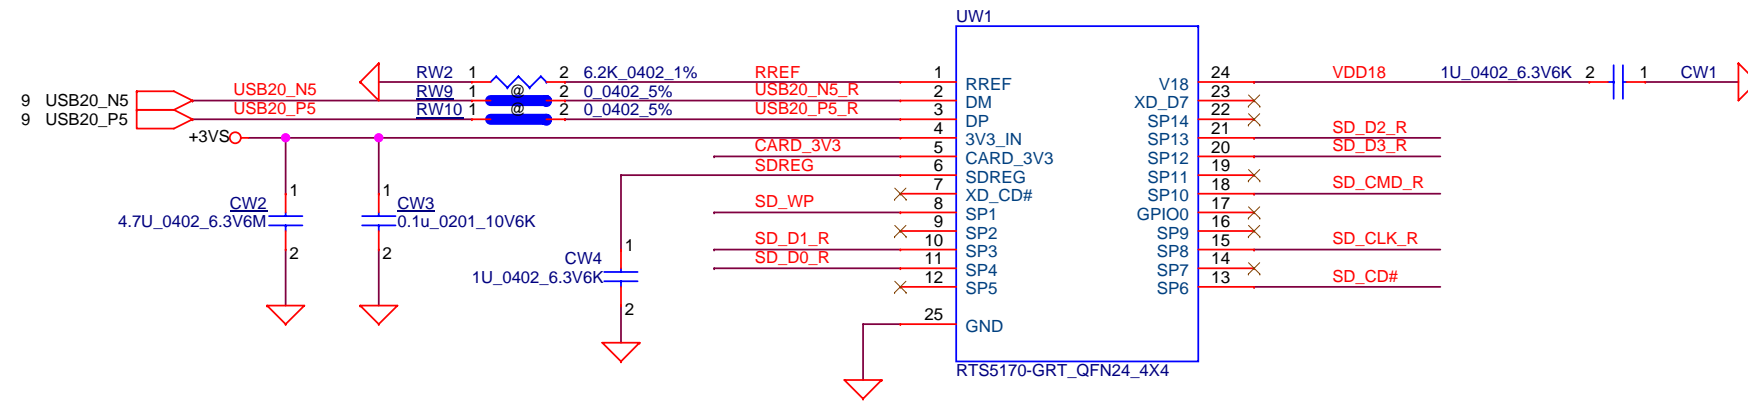 UW1
RW2 1 2 6.2K_0402_1% RREF 1 RREF V18 24 VDD18 1U_0402_6.3V6K 2 1 CW1
9 USB20_N5 USB20_N5 RW9 1 @ 2 0_0402_5% USB20_N5_R 2 DM XD_D7 23
9 USB20_P5 USB20_P5 RW10 1 @ 2 0_0402_5% USB20_P5_R 3 DP SP14 22
+3VS 4 3V3_IN SP13 21 SD_D2_R
CARD_3V3 5 CARD_3V3 SP12 20 SD_D3_R
SDREG 6 SDREG SP11 19
7 XD_CD# SP10 18 SD_CMD_R
1 1
CW2 CW3 SD_WP 8 SP1 GPIO0 17
4.7U_0402_6.3V6M 0.1u_0201_10V6K 9 SP2 SP9 16
2 2 1 SD_D1_R 10 SP3 SP8 15 SD_CLK_R
CW4 SD_D0_R 11 SP4 SP7 14
1U_0402_6.3V6K 12 SP5 SP6 13 SD_CD#
2
25 GND
RTS5170-GRT_QFN24_4X4